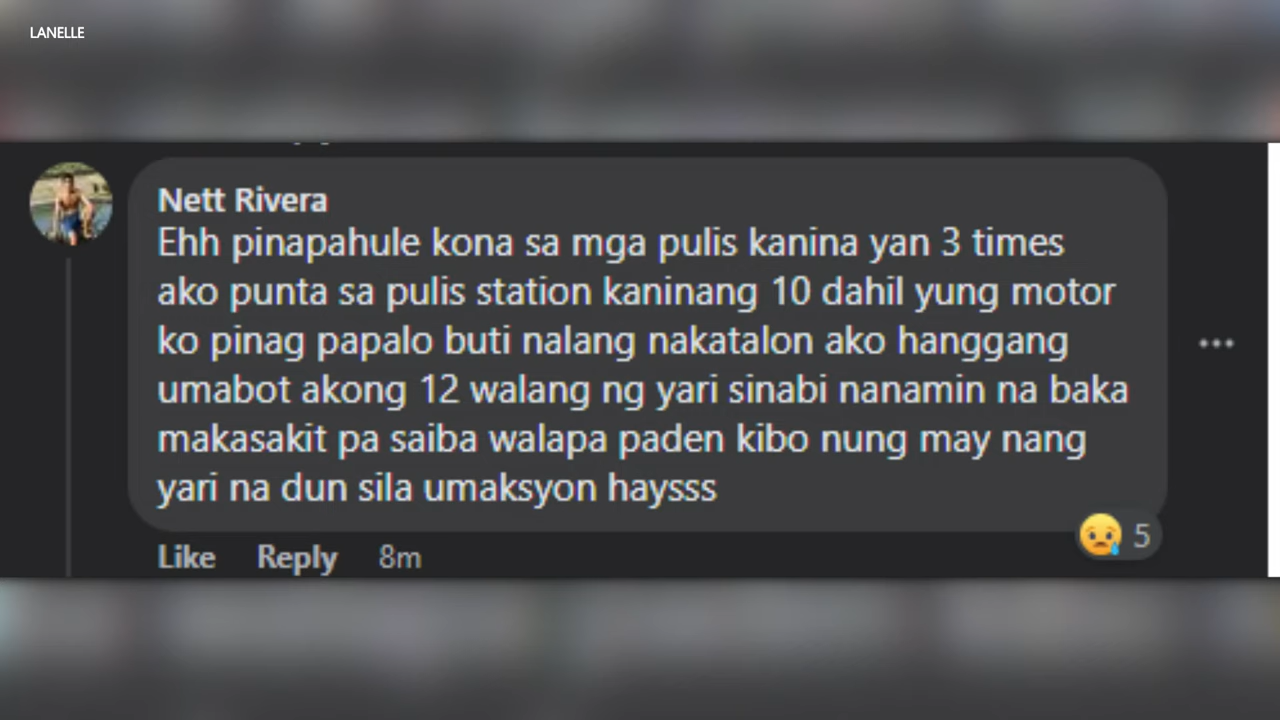 LANELLE
Nett Rivera
Ehh pinapahule kona sa mga pulis kanina yan 3 times
ako punta sa pulis station kaninang 10 dahil yung motor
ko pinag papalo buti nalang nakatalon ako hanggang
umabot akong 12 walang ng yari sinabi nanamin na baka
makasakit pa saiba walapa paden kibo nung may nang
yari na dun sila umaksyon haysss
5
Like Reply 8m